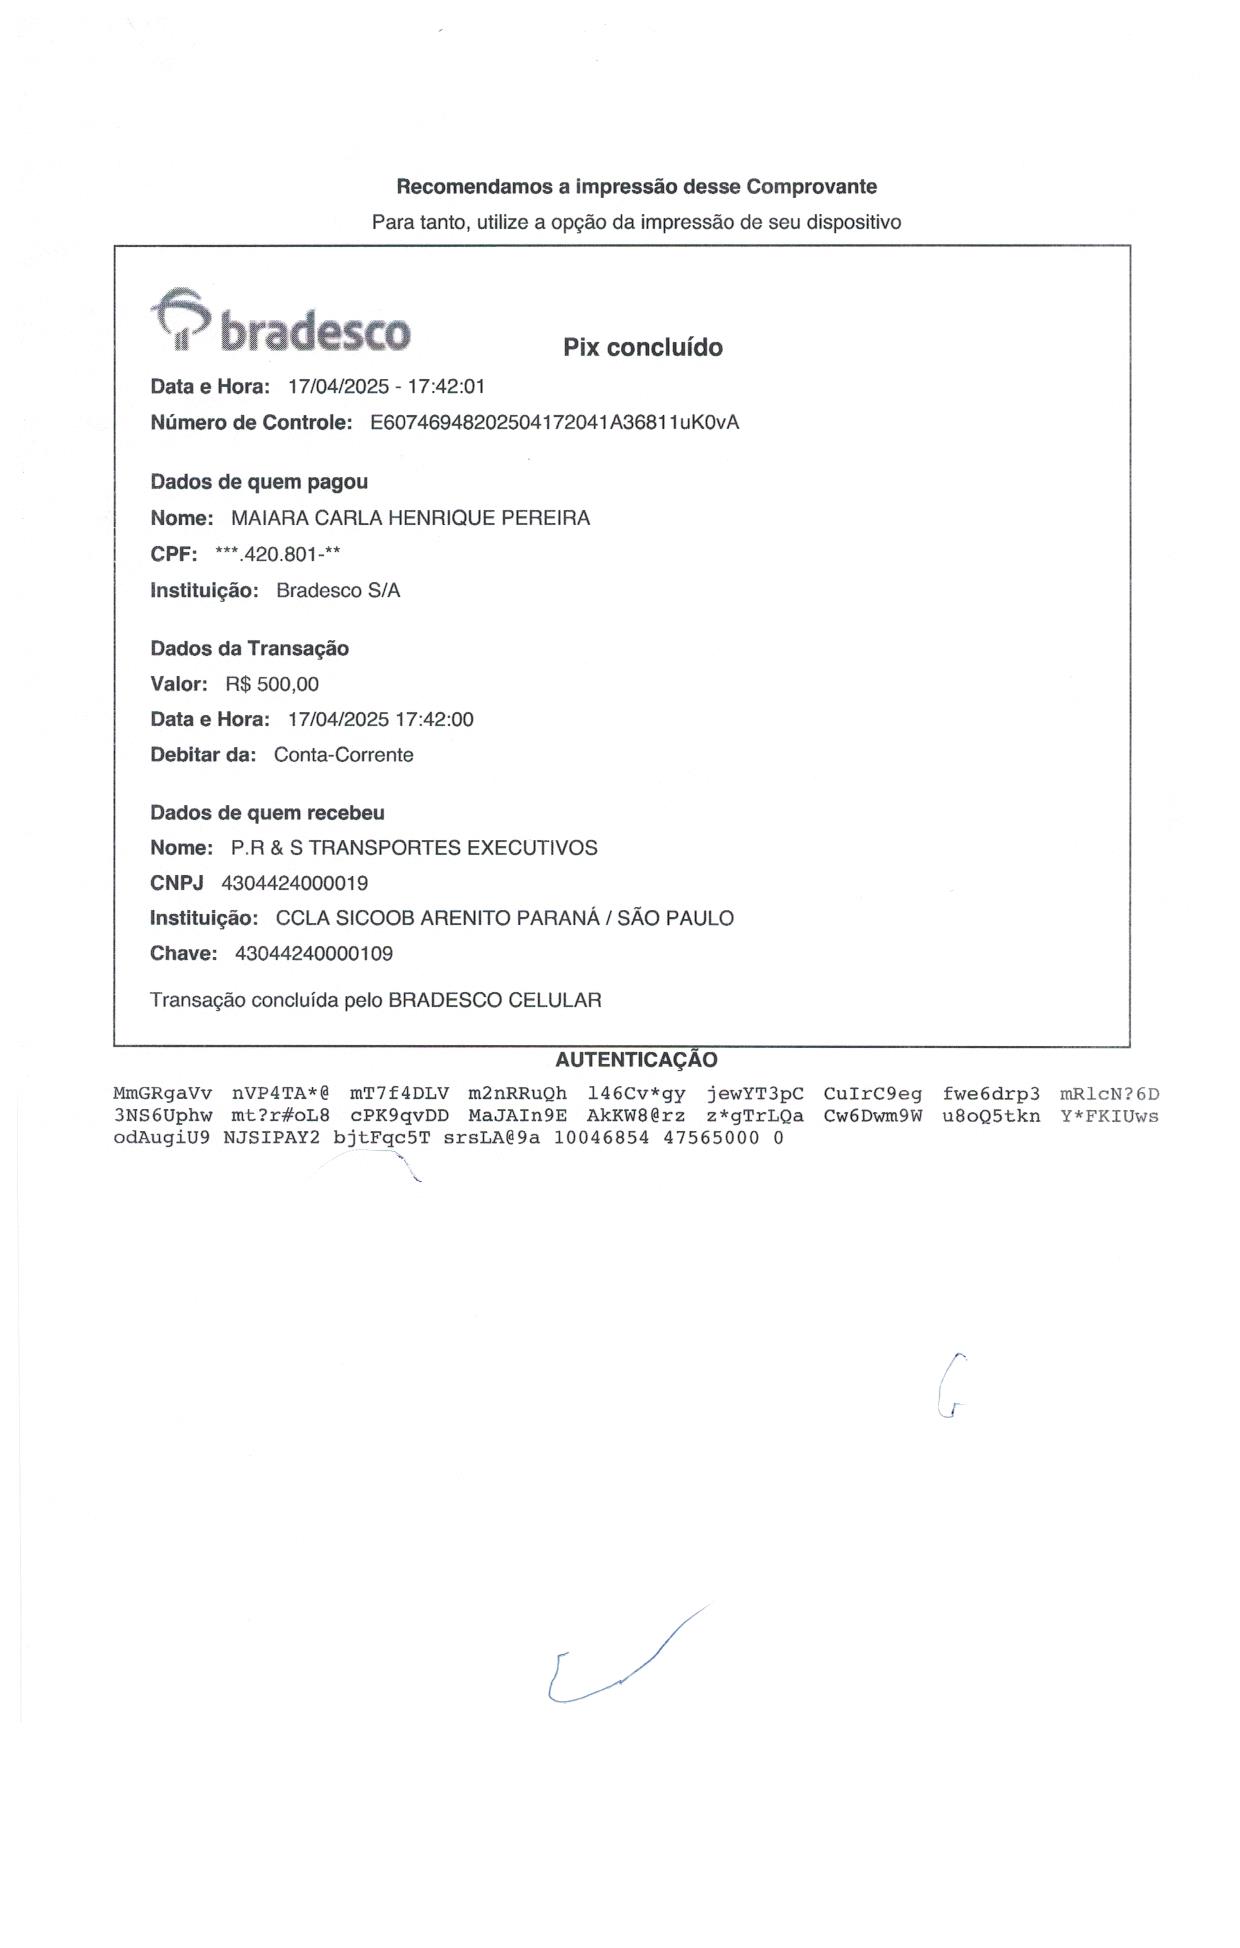 Recomendamos a impressão desse Comprovante
Para tanto, utilize a opção da impressão de seu dispositivo
bradesco
Pix concluído
Data e Hora: 17/04/2025 - 17:42:01
Número de Controle: E60746948202504172041A36811uK0vA
Dados de quem pagou
Nome: MAIARA CARLA HENRIQUE PEREIRA
CPF: ***.420.801-**
Instituição: Bradesco S/A
Dados da Transação
Valor: R$ 500,00
Data e Hora: 17/04/2025 17:42:00
Debitar da: Conta-Corrente
Dados de quem recebeu
Nome: P.R & S TRANSPORTES EXECUTIVOS
CNPJ 4304424000019
Instituição: CCLA SICOOB ARENITO PARANÁ / SÃO PAULO
Chave: 43044240000109
Transação concluída pelo BRADESCO CELULAR
AUTENTICAÇÃO
MmGRgaVv nVP4TA*@ mT7f4DLV m2nRRuQh l46Cv*gy jewYT3pC CuIrC9eg fwe6drp3 mRlcN?6D
3NS6Uphw mt?r#oL8 cPK9qvDD MaJAIn9E AkKW8@rz z*gTrLQa Cw6Dwm9W u8oQ5tkn Y*FKIUws
odAugiU9 NJSIPAY2 bjtFqc5T srsLA@9a 10046854 47565000 0